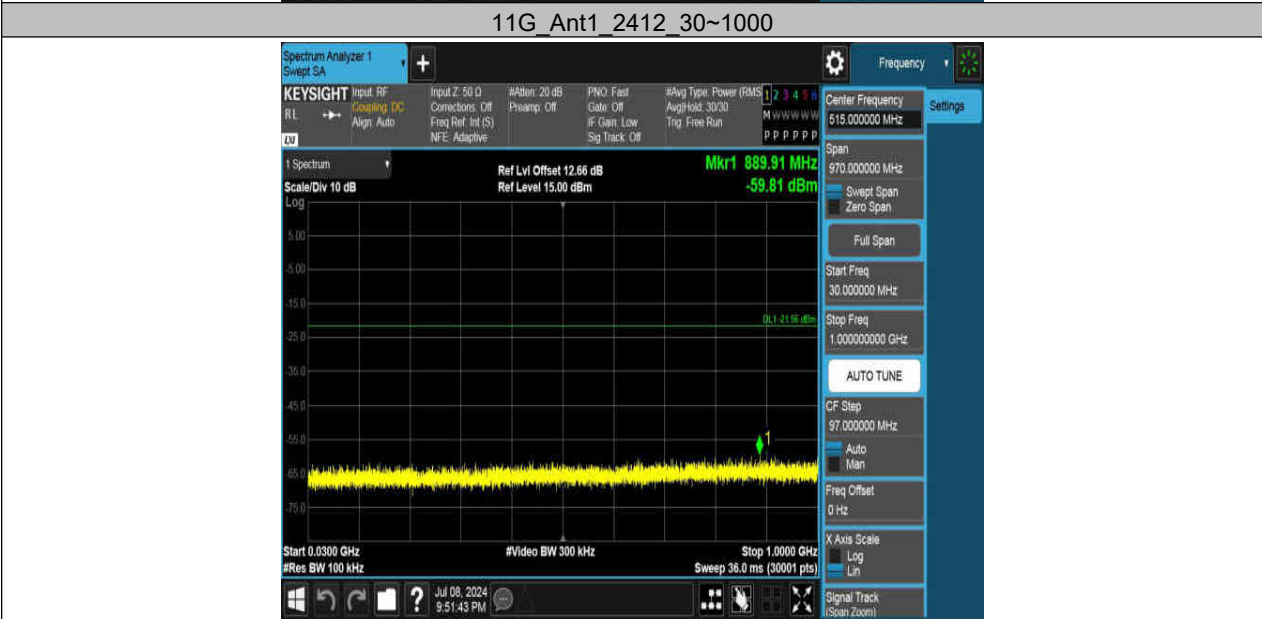 11G_Ant1_2412_30~1000
Spectrum Analyzer 1
Swept SA
+
Frequency
KEYSIGHT
RL
LXI
Input: RF
Coupling: DC
Align: Auto
Input Z: 50 Ω
Corrections: Off
Freq Ref: Int (S)
NFE: Adaptive
#Atten: 20 dB
Preamp: Off
PNO: Fast
Gate: Off
IF Gain: Low
Sig Track: Off
#Avg Type: Power (RMS
Avg|Hold: 30/30
Trig: Free Run
1 2 3 4 5 6
M W W W W W
P P P P P P
Center Frequency
515.000000 MHz
Settings
1 Spectrum
Scale/Div 10 dB
Log
Ref Lvl Offset 12.66 dB
Ref Level 15.00 dBm
Mkr1 889.91 MHz
-59.81 dBm
5.00
-5.00
-15.0
-25.0
-35.0
-45.0
-55.0
-65.0
-75.0
DL1 -21.56 dBm
1
Start 0.0300 GHz
#Res BW 100 kHz
#Video BW 300 kHz
Stop 1.0000 GHz
Sweep 36.0 ms (30001 pts)
Span
970.000000 MHz
Swept Span
Zero Span
Full Span
Start Freq
30.000000 MHz
Stop Freq
1.000000000 GHz
AUTO TUNE
CF Step
97.000000 MHz
Auto
Man
Freq Offset
0 Hz
X Axis Scale
Log
Lin
Signal Track
(Span Zoom)
?
Jul 08, 2024
9:51:43 PM